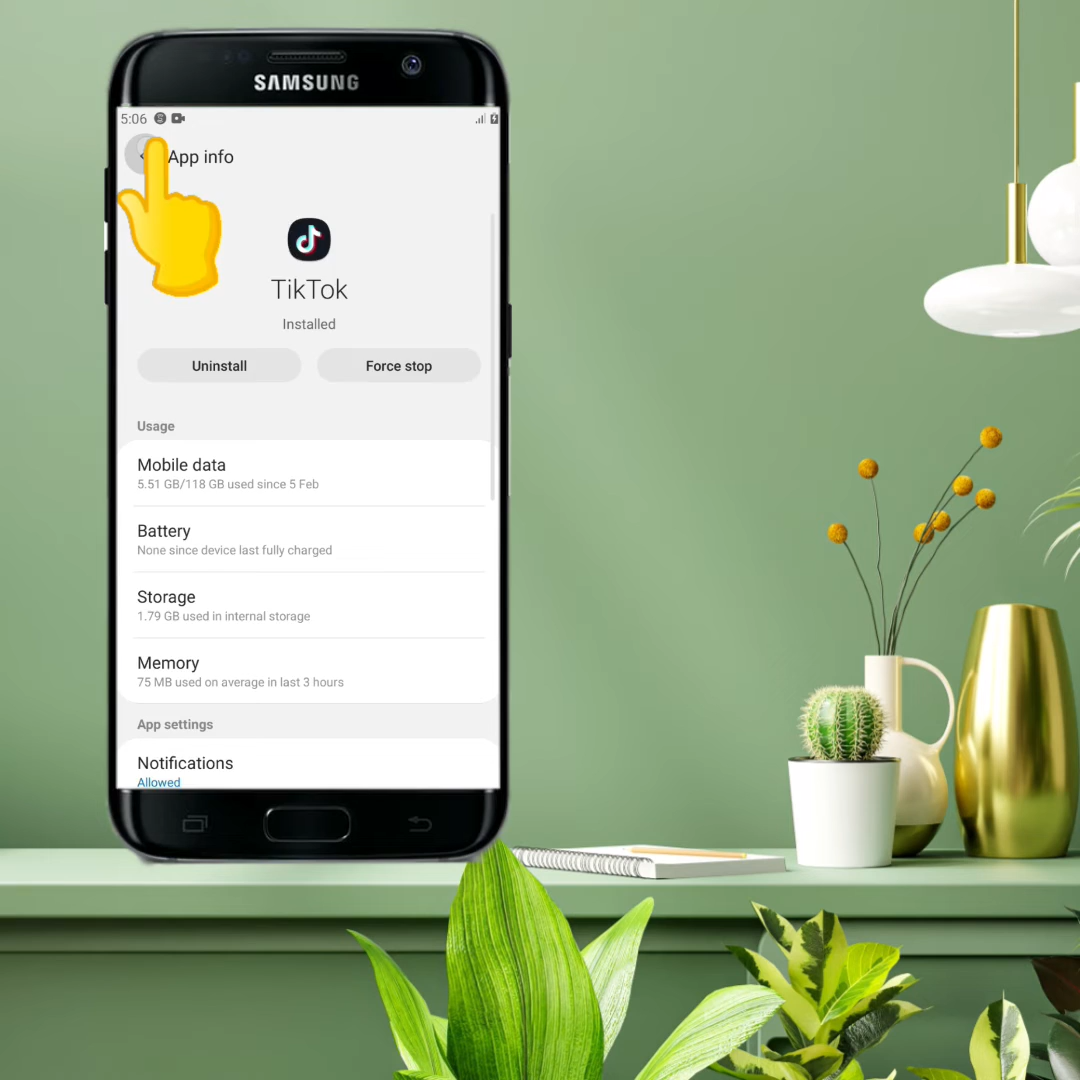 SAMSUNG
5:06
App info
TikTok
Installed
Uninstall
Force stop
Usage
Mobile data
5.51 GB/118 GB used since 5 Feb
Battery
None since device last fully charged
Storage
1.79 GB used in internal storage
Memory
75 MB used on average in last 3 hours
App settings
Notifications
Allowed